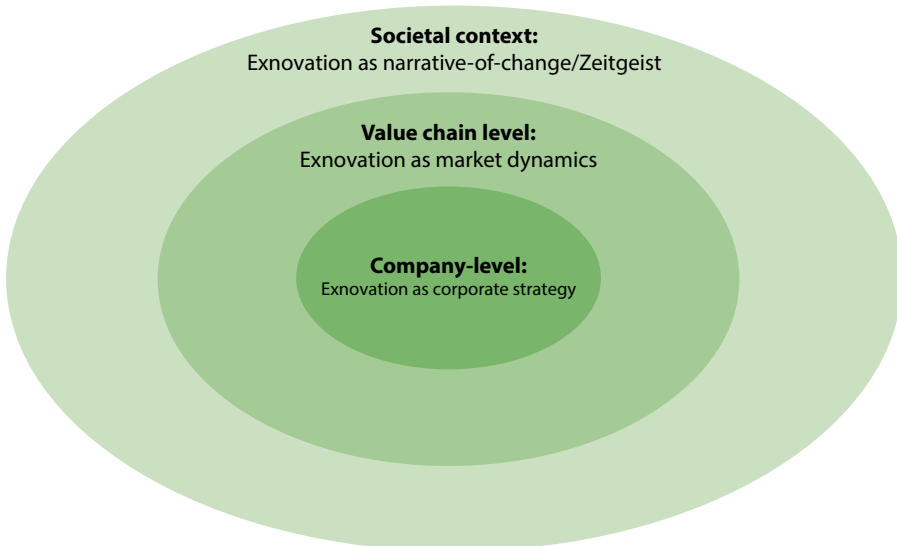 Societal context:
Exnovation as narrative-of-change/Zeitgeist
Value chain level:
Exnovation as market dynamics
Company-level:
Exnovation as corporate strategy